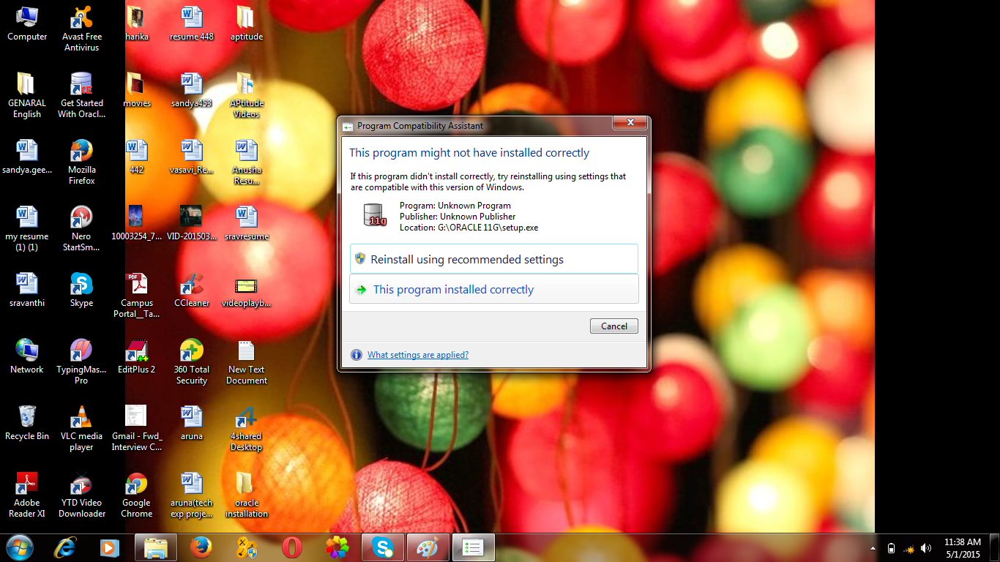 Computer
Avast Free
Antivirus
harika
resume 448
aptitude
GENARAL
English
Get Started
With Oracl...
movies
sandya453
APtitude
Videos
sandya.gee...
Mozilla
Firefox
442
vasavi_Re...
Anusha
Resu...
my resume
(1) (1)
Nero
StartSm...
10003254_7...
VID-201503...
sravresume
sravanthi
Skype
PDF
Campus
Portal__Ta...
CCleaner
videoplayb...
Network
TypingMas...
Pro
EditPlus 2
360 Total
Security
New Text
Document
Recycle Bin
VLC media
player
Gmail - Fwd_
Interview C...
aruna
4shared
Desktop
Adobe
Reader XI
YTD Video
Downloader
Google
Chrome
aruna(tech
exp proje...
oracle
installation
Program Compatibility Assistant
This program might not have installed correctly
If this program didn't install correctly, try reinstalling using settings that
are compatible with this version of Windows.
11g
Program: Unknown Program
Publisher: Unknown Publisher
Location: G:\ORACLE 11G\setup.exe
Reinstall using recommended settings
This program installed correctly
Cancel
What settings are applied?
11:38 AM
5/1/2015